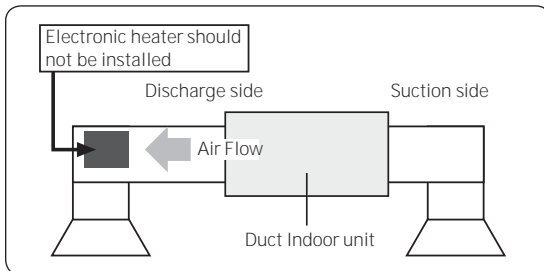 Electronic heater should
not be installed
Discharge side
Suction side
Air Flow
Duct Indoor unit